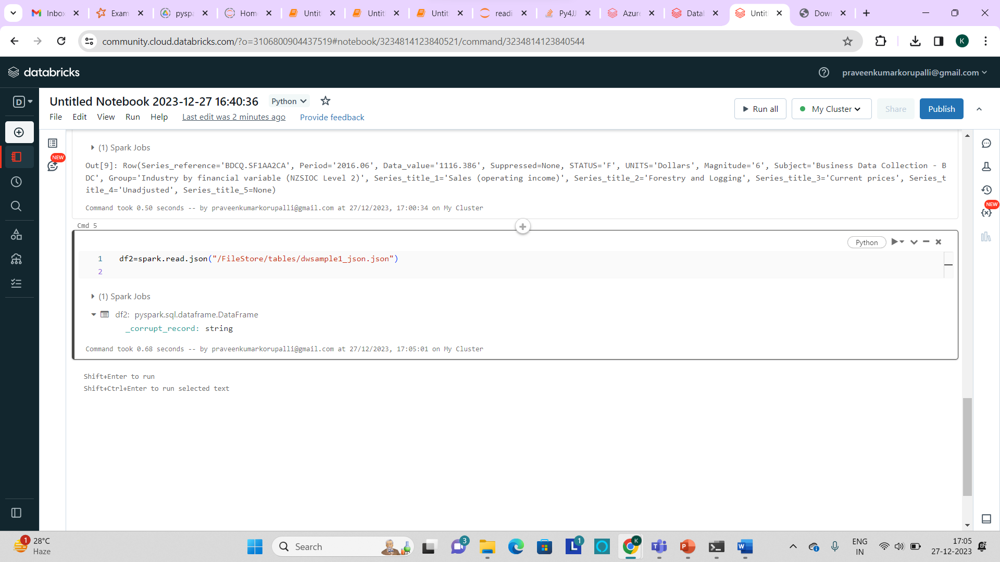 Inbox
Exam
pyspa
Hom
Untit
Untit
Untit
readi
Py4JJ
Azure
Datal
Untit
Dow
community.cloud.databricks.com/?o=3106800904437519#notebook/3234814123840521/command/3234814123840544
K
databricks
praveenkumarkorupalli@gmail.com
D
Untitled Notebook 2023-12-27 16:40:36
Python
File Edit View Run Help Last edit was 2 minutes ago Provide feedback
Run all
My Cluster
Share
Publish
NEW
NEW
(1) Spark Jobs
Out[9]: Row(Series_reference='BDCQ.SF1AA2CA', Period='2016.06', Data_value='1116.386', Suppressed=None, STATUS='F', UNITS='Dollars', Magnitude='6', Subject='Business Data Collection - B
DC', Group='Industry by financial variable (NZSIOC Level 2)', Series_title_1='Sales (operating income)', Series_title_2='Forestry and Logging', Series_title_3='Current prices', Series_t
itle_4='Unadjusted', Series_title_5=None)
Command took 0.50 seconds -- by praveenkumarkorupalli@gmail.com at 27/12/2023, 17:00:34 on My Cluster
Cmd 5
Python
1 df2=spark.read.json("/FileStore/tables/dwsample1_json.json")
2
(1) Spark Jobs
df2: pyspark.sql.dataframe.DataFrame
_corrupt_record: string
Command took 0.68 seconds -- by praveenkumarkorupalli@gmail.com at 27/12/2023, 17:05:01 on My Cluster
Shift+Enter to run
Shift+Ctrl+Enter to run selected text
1
28°C
Haze
Search
3
1
K
ENG
IN
17:05
27-12-2023